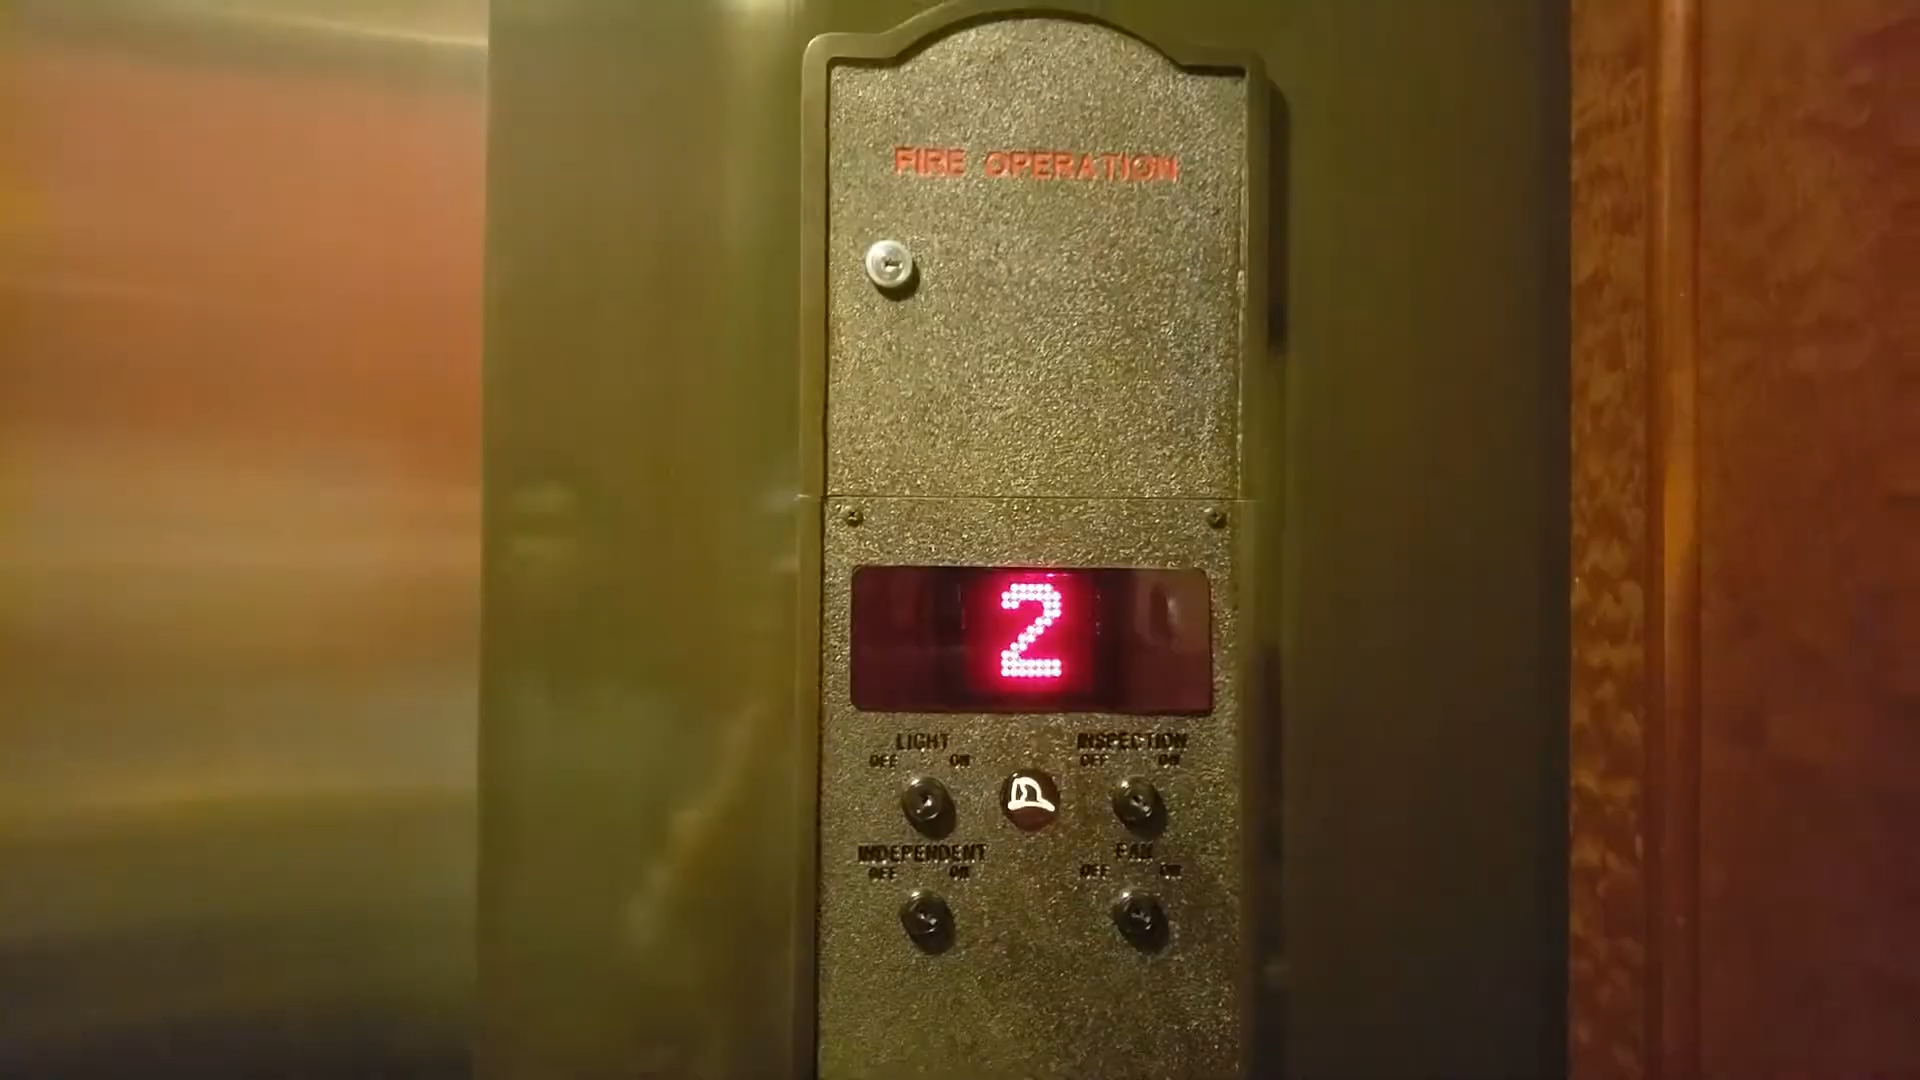 FIRE OPERATION
2
LIGHT
OFF ON
INSPECTION
OFF ON
INDEPENDENT
OFF ON
FAN
OFF ON